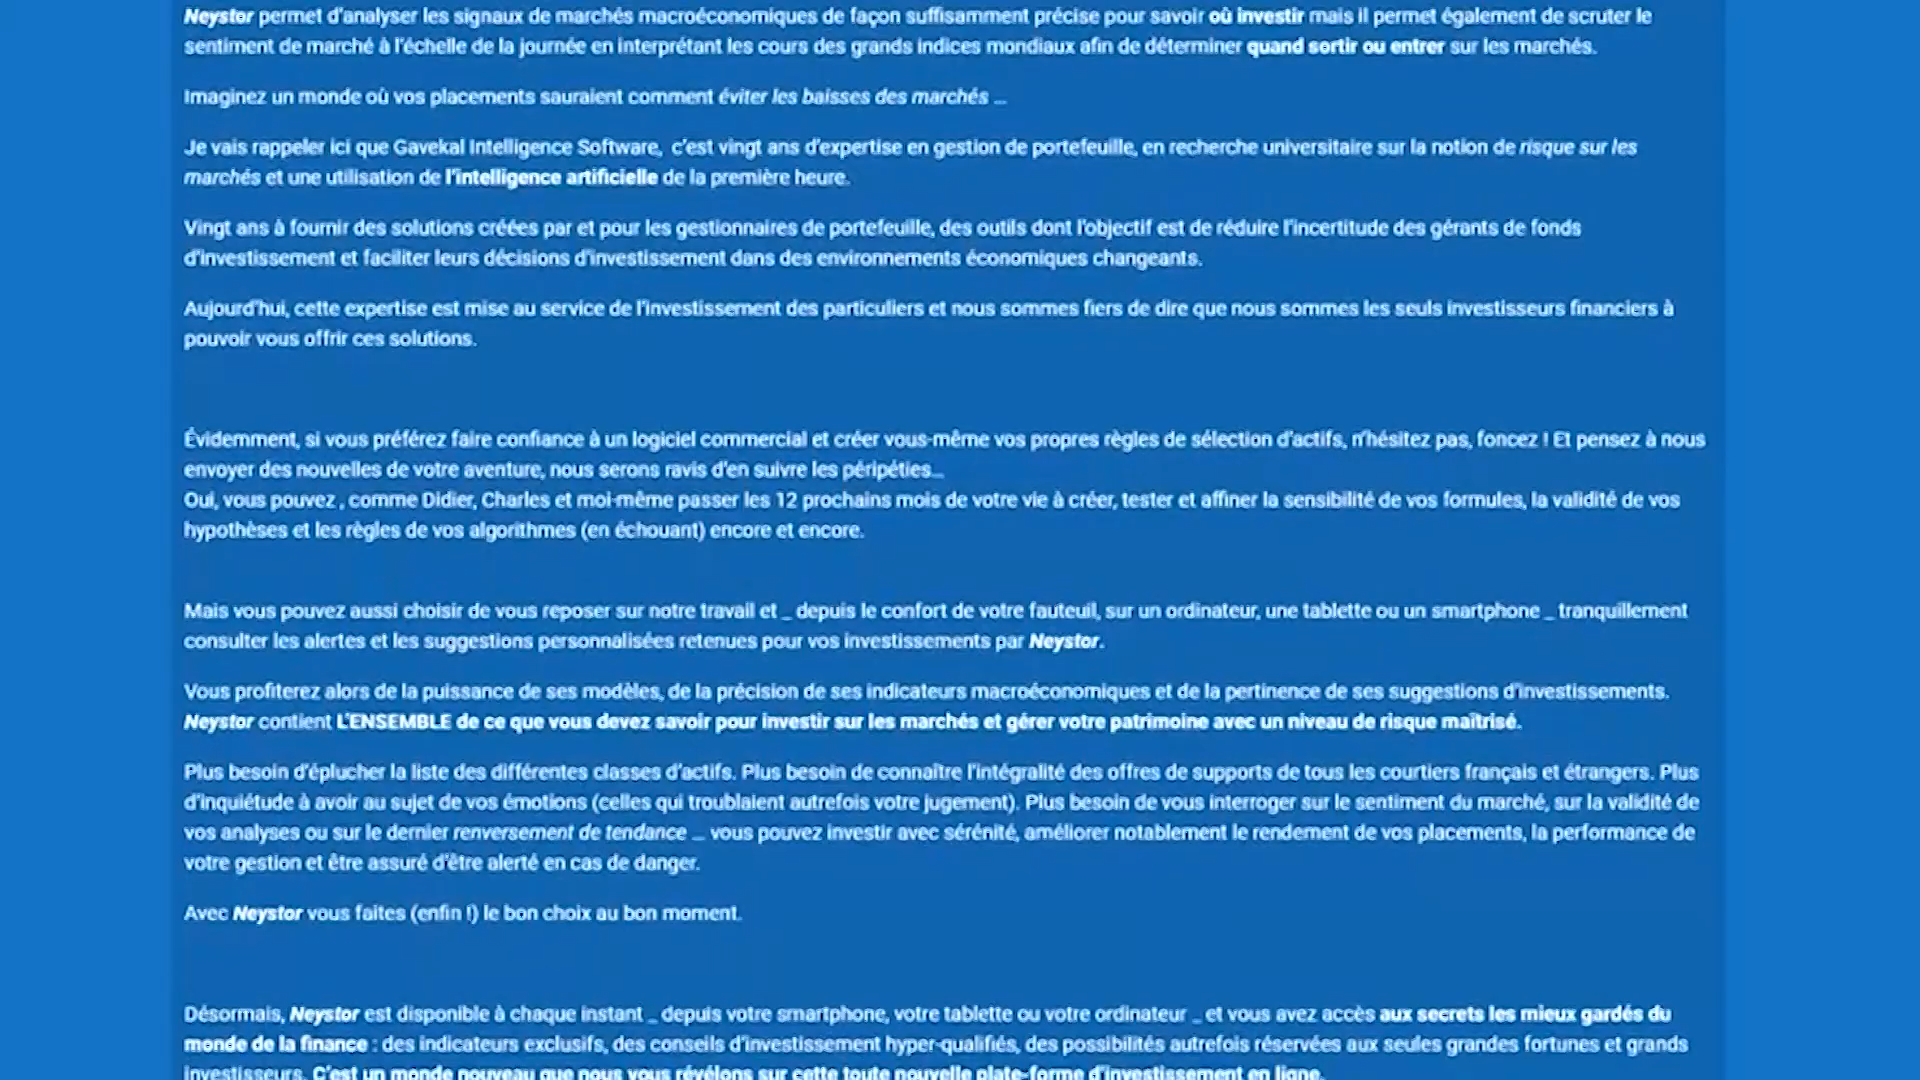 Neystor permet d'analyser les signaux de marchés macroéconomiques de façon suffisamment précise pour savoir où investir mais il permet également de scruter le
sentiment de marché à l'échelle de la journée en interprétant les cours des grands indices mondiaux afin de déterminer quand sortir ou entrer sur les marchés.
Imaginez un monde où vos placements sauraient comment éviter les baisses des marchés ...
Je vais rappeler ici que Gavekal Intelligence Software, c'est vingt ans d'expertise en gestion de portefeuille, en recherche universitaire sur la notion de risque sur les
marchés et une utilisation de l'intelligence artificielle de la première heure.
Vingt ans à fournir des solutions créées par et pour les gestionnaires de portefeuille, des outils dont l'objectif est de réduire l'incertitude des gérants de fonds
d'investissement et faciliter leurs décisions d'investissement dans des environnements économiques changeants.
Aujourd'hui, cette expertise est mise au service de l'investissement des particuliers et nous sommes fiers de dire que nous sommes les seuls investisseurs financiers à
pouvoir vous offrir ces solutions.
Évidemment, si vous préférez faire confiance à un logiciel commercial et créer vous-même vos propres règles de sélection d'actifs, n'hésitez pas, foncez ! Et pensez à nous
envoyer des nouvelles de votre aventure, nous serons ravis d'en suivre les péripéties...
Oui, vous pouvez , comme Didier, Charles et moi-même passer les 12 prochains mois de votre vie à créer, tester et affiner la sensibilité de vos formules, la validité de vos
hypothèses et les règles de vos algorithmes (en échouant) encore et encore.
Mais vous pouvez aussi choisir de vous reposer sur notre travail et _ depuis le confort de votre fauteuil, sur un ordinateur, une tablette ou un smartphone _ tranquillement
consulter les alertes et les suggestions personnalisées retenues pour vos investissements par Neystor.
Vous profiterez alors de la puissance de ses modèles, de la précision de ses indicateurs macroéconomiques et de la pertinence de ses suggestions d'investissements.
Neystor contient L'ENSEMBLE de ce que vous devez savoir pour investir sur les marchés et gérer votre patrimoine avec un niveau de risque maîtrisé.
Plus besoin d'éplucher la liste des différentes classes d'actifs. Plus besoin de connaître l'intégralité des offres de supports de tous les courtiers français et étrangers. Plus
d'inquiétude à avoir au sujet de vos émotions (celles qui troublaient autrefois votre jugement). Plus besoin de vous interroger sur le sentiment du marché, sur la validité de
vos analyses ou sur le dernier renversement de tendance ... vous pouvez investir avec sérénité, améliorer notablement le rendement de vos placements, la performance de
votre gestion et être assuré d'être alerté en cas de danger.
Avec Neystor vous faites (enfin !) le bon choix au bon moment.
Désormais, Neystor est disponible à chaque instant _ depuis votre smartphone, votre tablette ou votre ordinateur _ et vous avez accès aux secrets les mieux gardés du
monde de la finance : des indicateurs exclusifs, des conseils d'investissement hyper-qualifiés, des possibilités autrefois réservées aux seules grandes fortunes et grands
investisseurs. C'est un monde nouveau que nous vous révélons sur cette toute nouvelle plate-forme d'investissement en ligne.